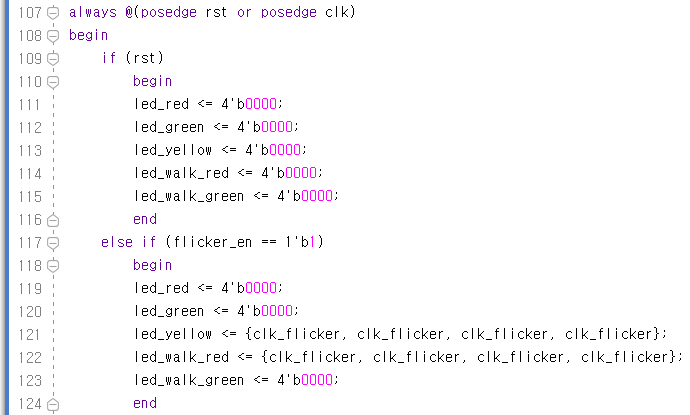 107 always @(posedge rst or posedge clk)
108 begin
109 if (rst)
110 begin
111 led_red <= 4'b0000;
112 led_green <= 4'b0000;
113 led_yellow <= 4'b0000;
114 led_walk_red <= 4'b0000;
115 led_walk_green <= 4'b0000;
116 end
117 else if (flicker_en == 1'b1)
118 begin
119 led_red <= 4'b0000;
120 led_green <= 4'b0000;
121 led_yellow <= {clk_flicker, clk_flicker, clk_flicker, clk_flicker};
122 led_walk_red <= {clk_flicker, clk_flicker, clk_flicker, clk_flicker};
123 led_walk_green <= 4'b0000;
124 end